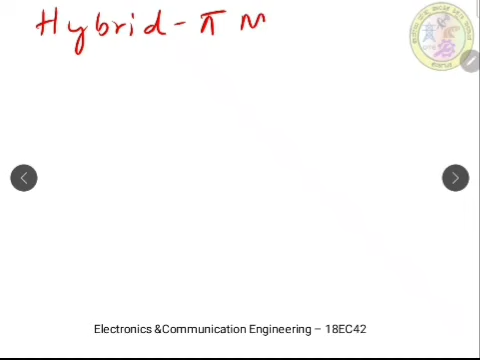 Hybrid - π M
Electronics &Communication Engineering – 18EC42